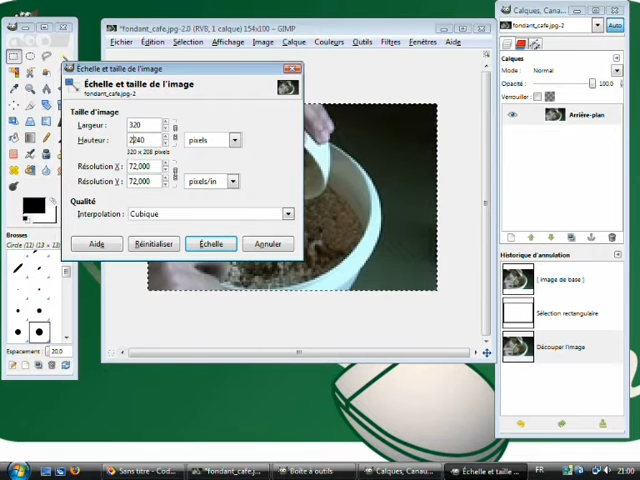 *fondant_cafe.jpg-2.0 (RVB, 1 calque) 154x100 – GIMP
Fichier Édition Sélection Affichage Image Calque Couleurs Outils Filtres Fenêtres Aide
Échelle et taille de l'image
Échelle et taille de l'image
fondant_cafe.jpg-2
Taille d'image
Largeur : 320
Hauteur : 2240 pixels
320 x 208 pixels
Résolution X : 72,000
Résolution Y : 72,000 pixels/in
Qualité
Interpolation : Cubique
Aide Réinitialiser Échelle Annuler
Brosses
Circle (11) (13 × 13)
Espacement : 20,0
Calques, Canau...
fondant_cafe.jpg-2 Auto
Calques
Mode : Normal
Opacité : 100,0
Verrouiller :
Arrière-plan
Historique d'annulation
[ image de base ]
Sélection rectangulaire
Découper l'image
Sans titre - Cod... *fondant_cafe.j... Boîte à outils Calques, Canau... Échelle et taille ... FR 21:00